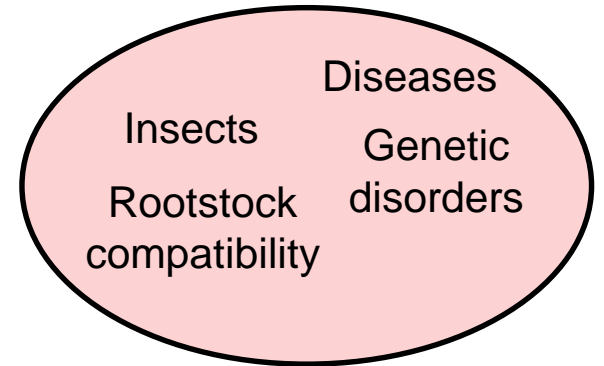 Diseases
Insects
Genetic
disorders
Rootstock
compatibility